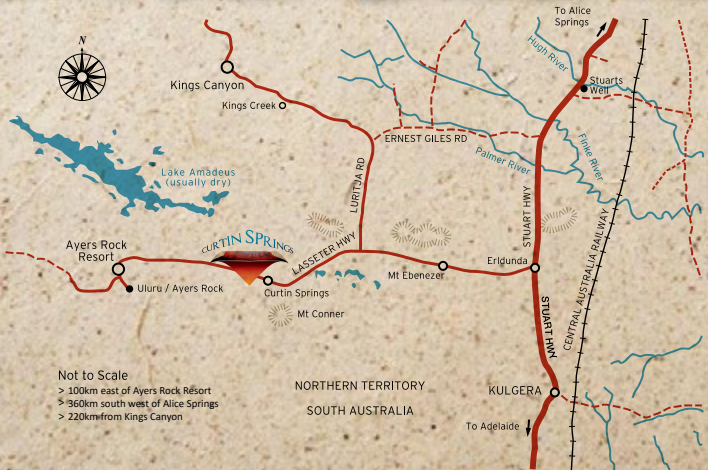 To Alice
Springs
N
Hugh River
Kings Canyon
Stuarts
Well
Kings Creek
ERNEST GILES RD
Finke River
Palmer River
Lake Amadeus
(usually dry)
LURITJA RD
STUART HWY
CENTRAL AUSTRALIA RAILWAY
Ayers Rock
Resort
CURTIN SPRINGS
LASSETER HWY
Erldunda
Mt Ebenezer
Uluru / Ayers Rock
Curtin Springs
Mt Conner
STUART HWY
Not to Scale
> 100km east of Ayers Rock Resort
> 360km south west of Alice Springs
> 220km from Kings Canyon
NORTHERN TERRITORY
SOUTH AUSTRALIA
KULGERA
To Adelaide